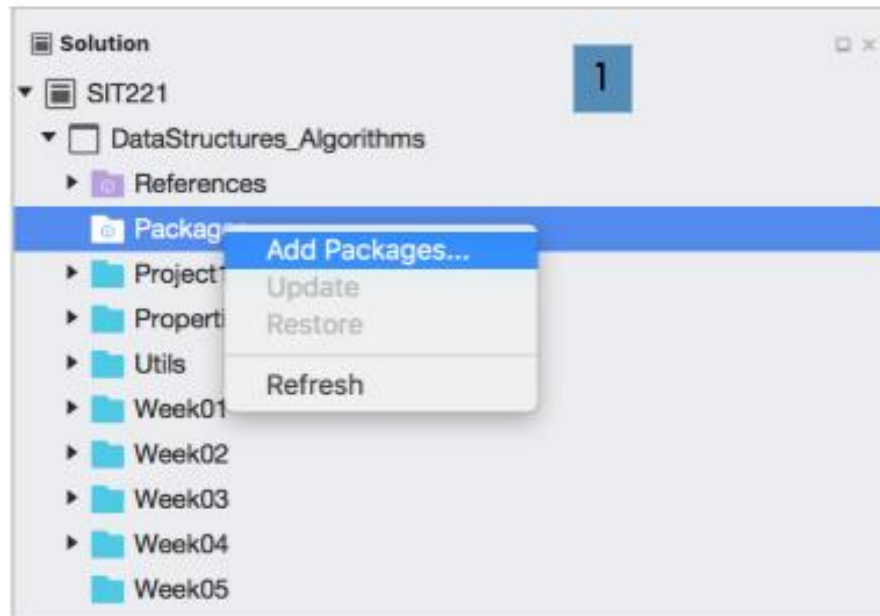 Solution
1
SIT221
DataStructures_Algorithms
References
Packag
Add Packages...
Project1
Update
Properti
Restore
Utils
Refresh
Week01
Week02
Week03
Week04
Week05